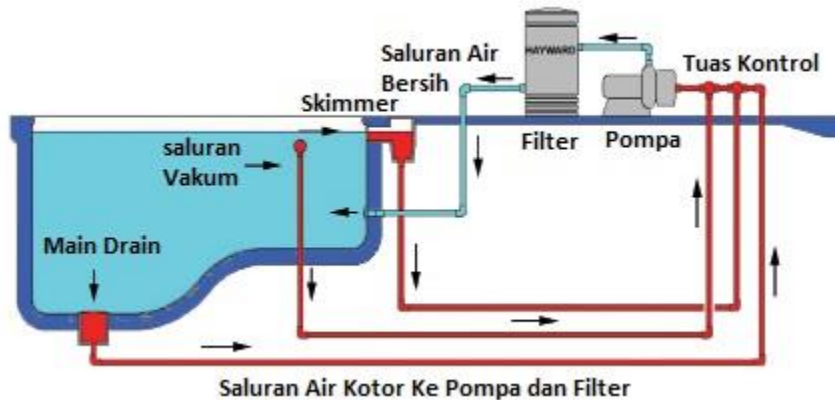 Saluran Air
Bersih
HAYWARD
Tuas Kontrol
Skimmer
Filter
Pompa
saluran
Vakum
Main Drain
Saluran Air Kotor Ke Pompa dan Filter